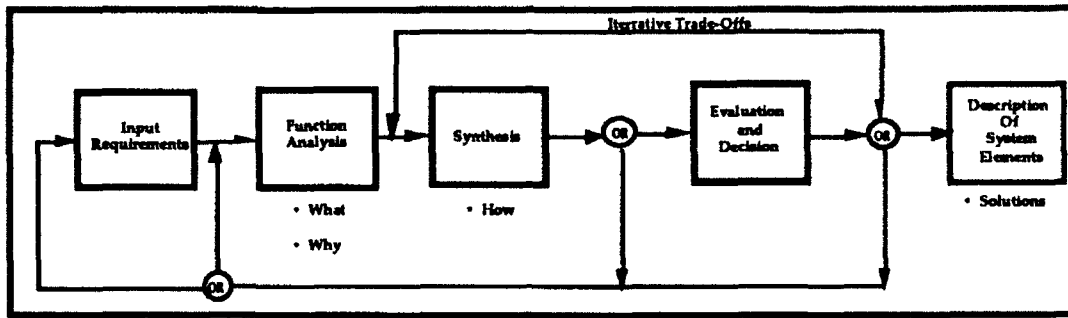 Iterrative Trade-Offs
Input
Requirements
Function
Analysis
Synthesis
OR
Evaluation
and
Decision
OR
Description
Of
System
Elements
• What
• Why
• How
• Solutions
OR